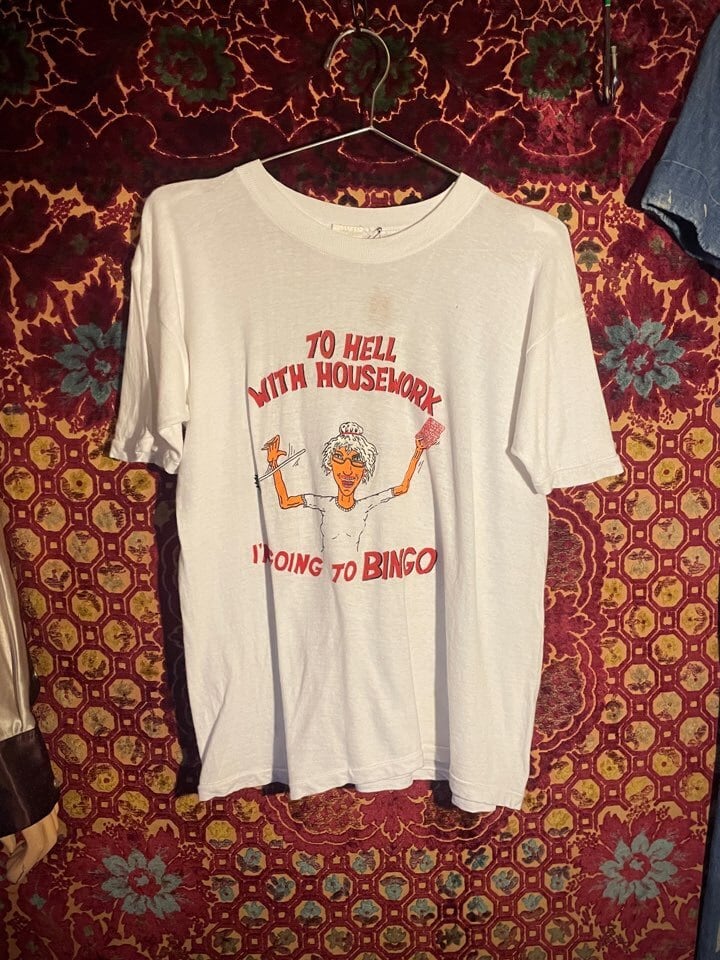 TO HELL
WITH HOUSEWORK
I'M GOING TO BINGO